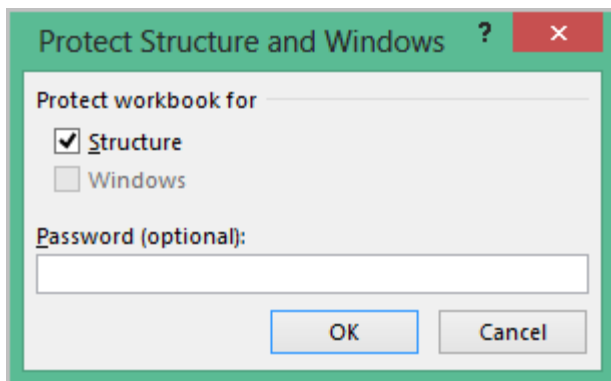 Protect Structure and Windows ?
Protect workbook for
Structure
Windows
Password (optional):
OK Cancel